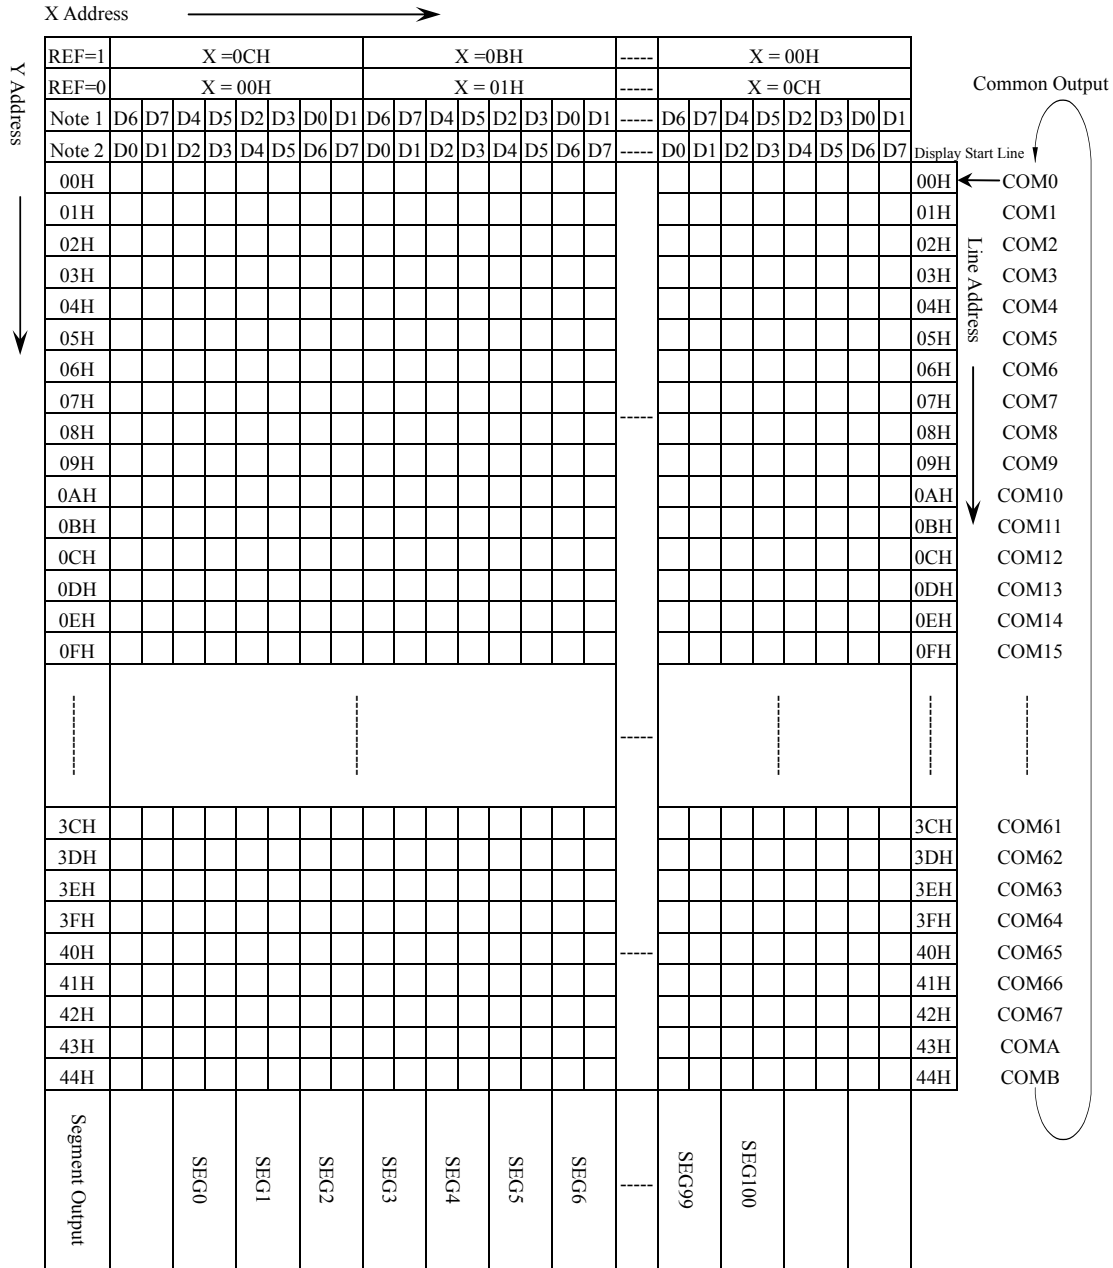 X Address
Y Address
REF=1 X =0CH X =0BH ----- X = 00H
REF=0 X = 00H X = 01H ----- X = 0CH
Common Output
Note 1 D6 D7 D4 D5 D2 D3 D0 D1 D6 D7 D4 D5 D2 D3 D0 D1 ----- D6 D7 D4 D5 D2 D3 D0 D1
Note 2 D0 D1 D2 D3 D4 D5 D6 D7 D0 D1 D2 D3 D4 D5 D6 D7 ----- D0 D1 D2 D3 D4 D5 D6 D7 Display Start Line
00H 00H COM0
01H 01H COM1
02H 02H COM2
Line Address
03H 03H COM3
04H 04H COM4
05H 05H COM5
06H 06H COM6
07H 07H COM7
08H ----- 08H COM8
09H 09H COM9
0AH 0AH COM10
0BH 0BH COM11
0CH 0CH COM12
0DH 0DH COM13
0EH 0EH COM14
0FH 0FH COM15
-----
3CH 3CH COM61
3DH 3DH COM62
3EH 3EH COM63
3FH 3FH COM64
40H ----- 40H COM65
41H 41H COM66
42H 42H COM67
43H 43H COMA
44H 44H COMB
Segment Output SEG0 SEG1 SEG2 SEG3 SEG4 SEG5 SEG6 ----- SEG99 SEG100